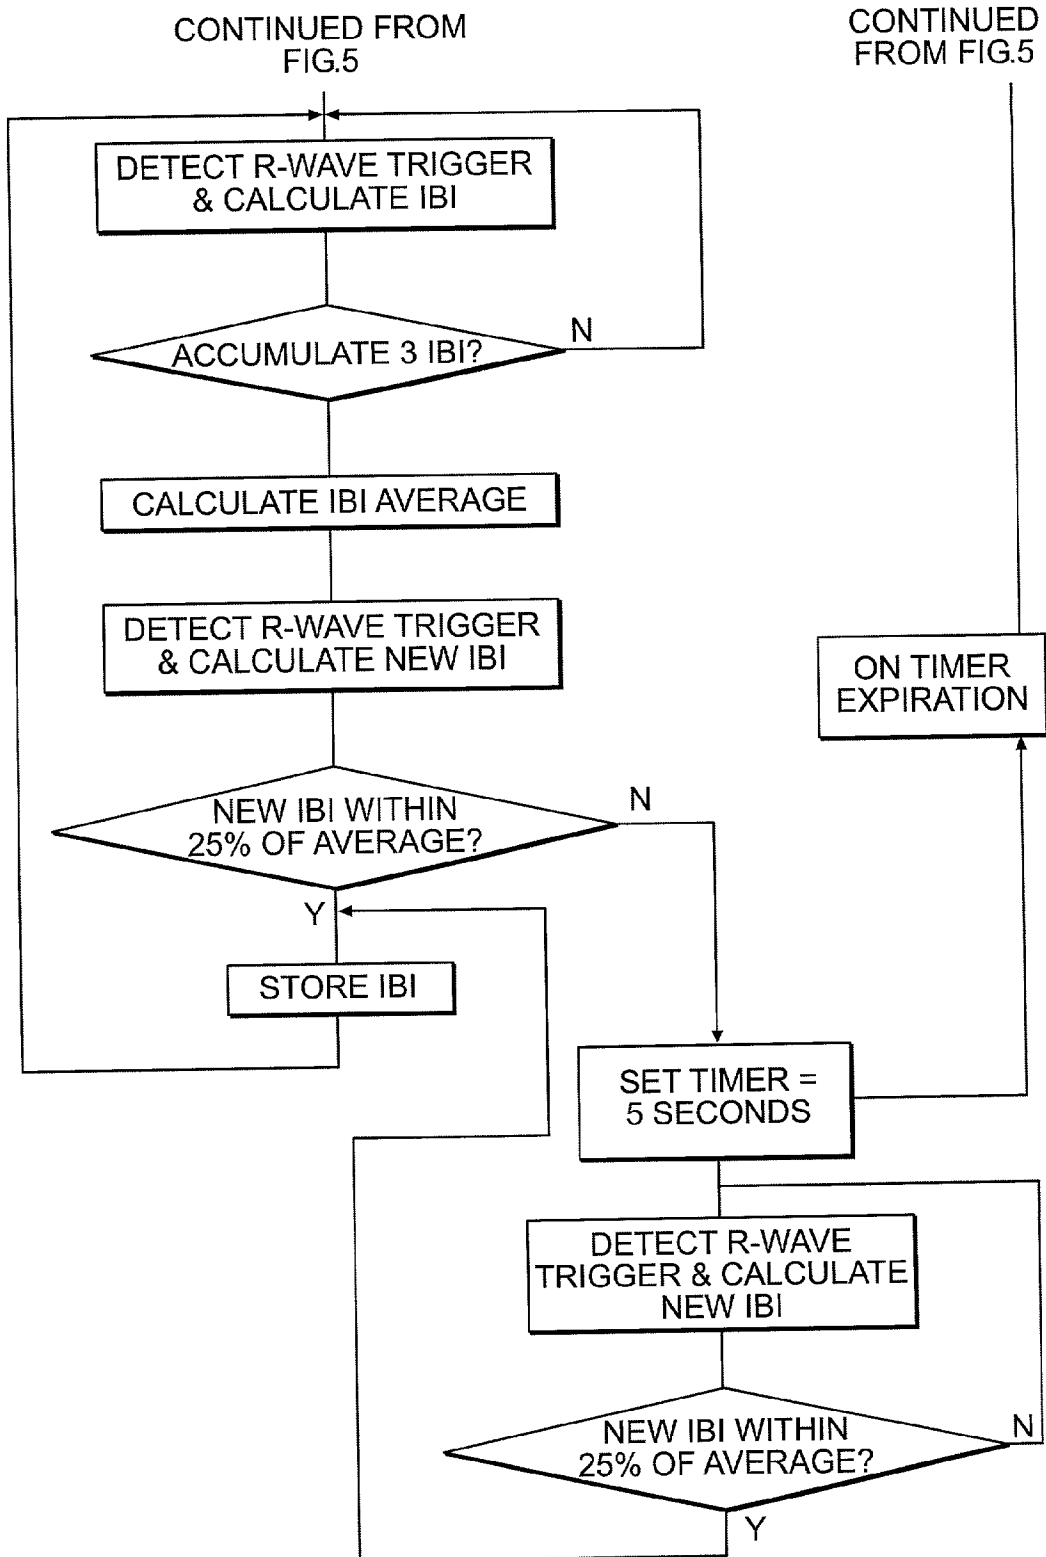 CONTINUED FROM
FIG.5
CONTINUED
FROM FIG.5
DETECT R-WAVE TRIGGER
& CALCULATE IBI
N
ACCUMULATE 3 IBI?
CALCULATE IBI AVERAGE
DETECT R-WAVE TRIGGER
& CALCULATE NEW IBI
ON TIMER
EXPIRATION
NEW IBI WITHIN
25% OF AVERAGE?
N
Y
STORE IBI
SET TIMER =
5 SECONDS
DETECT R-WAVE
TRIGGER & CALCULATE
NEW IBI
NEW IBI WITHIN
25% OF AVERAGE?
N
Y